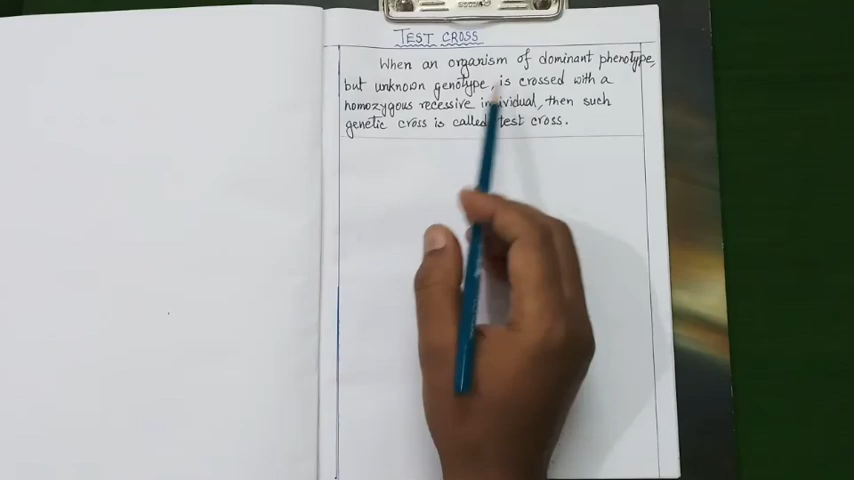 TEST CROSS
When an organism of dominant phenotype,
but unknown genotype, is crossed with a
homozygous recessive individual, then such
genetic cross is called test cross.